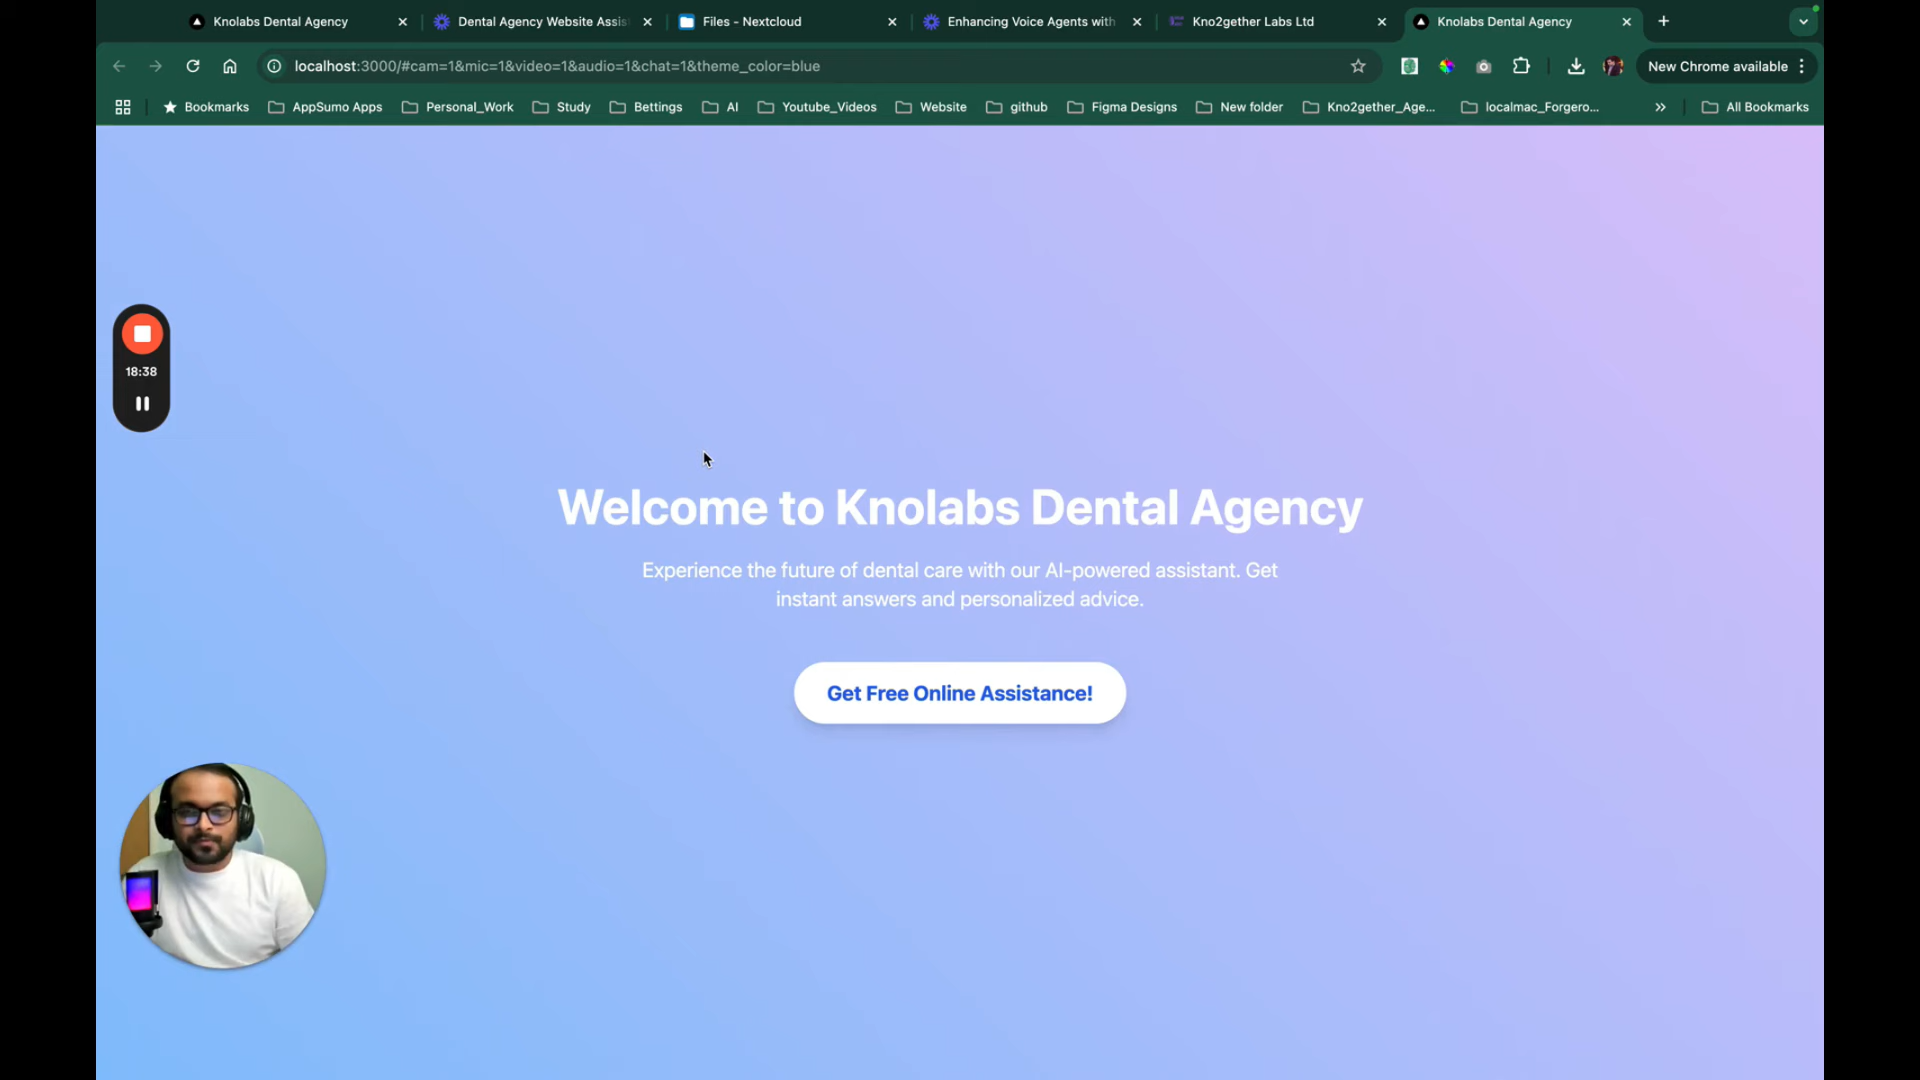 Knolabs Dental Agency
Dental Agency Website Assis
Files - Nextcloud
Enhancing Voice Agents with
Kno2gether Labs Ltd
Knolabs Dental Agency
localhost:3000/#cam=1&mic=1&video=1&audio=1&chat=1&theme_color=blue
New Chrome available
Bookmarks
AppSumo Apps
Personal_Work
Study
Bettings
AI
Youtube_Videos
Website
github
Figma Designs
New folder
Kno2gether_Age...
localmac_Forgero...
All Bookmarks
18:38
Welcome to Knolabs Dental Agency
Experience the future of dental care with our AI-powered assistant. Get
instant answers and personalized advice.
Get Free Online Assistance!